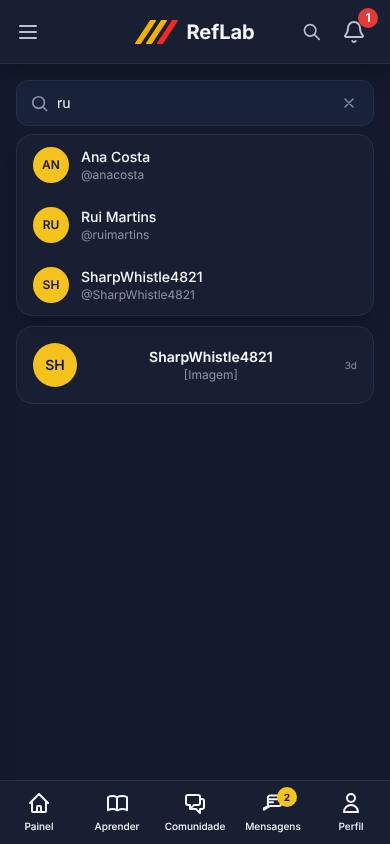 RefLab
1
ru
AN
Ana Costa
@anacosta
RU
Rui Martins
@ruimartins
SH
SharpWhistle4821
@SharpWhistle4821
SH
SharpWhistle4821
[Imagem]
3d
2
Painel
Aprender
Comunidade
Mensagens
Perfil